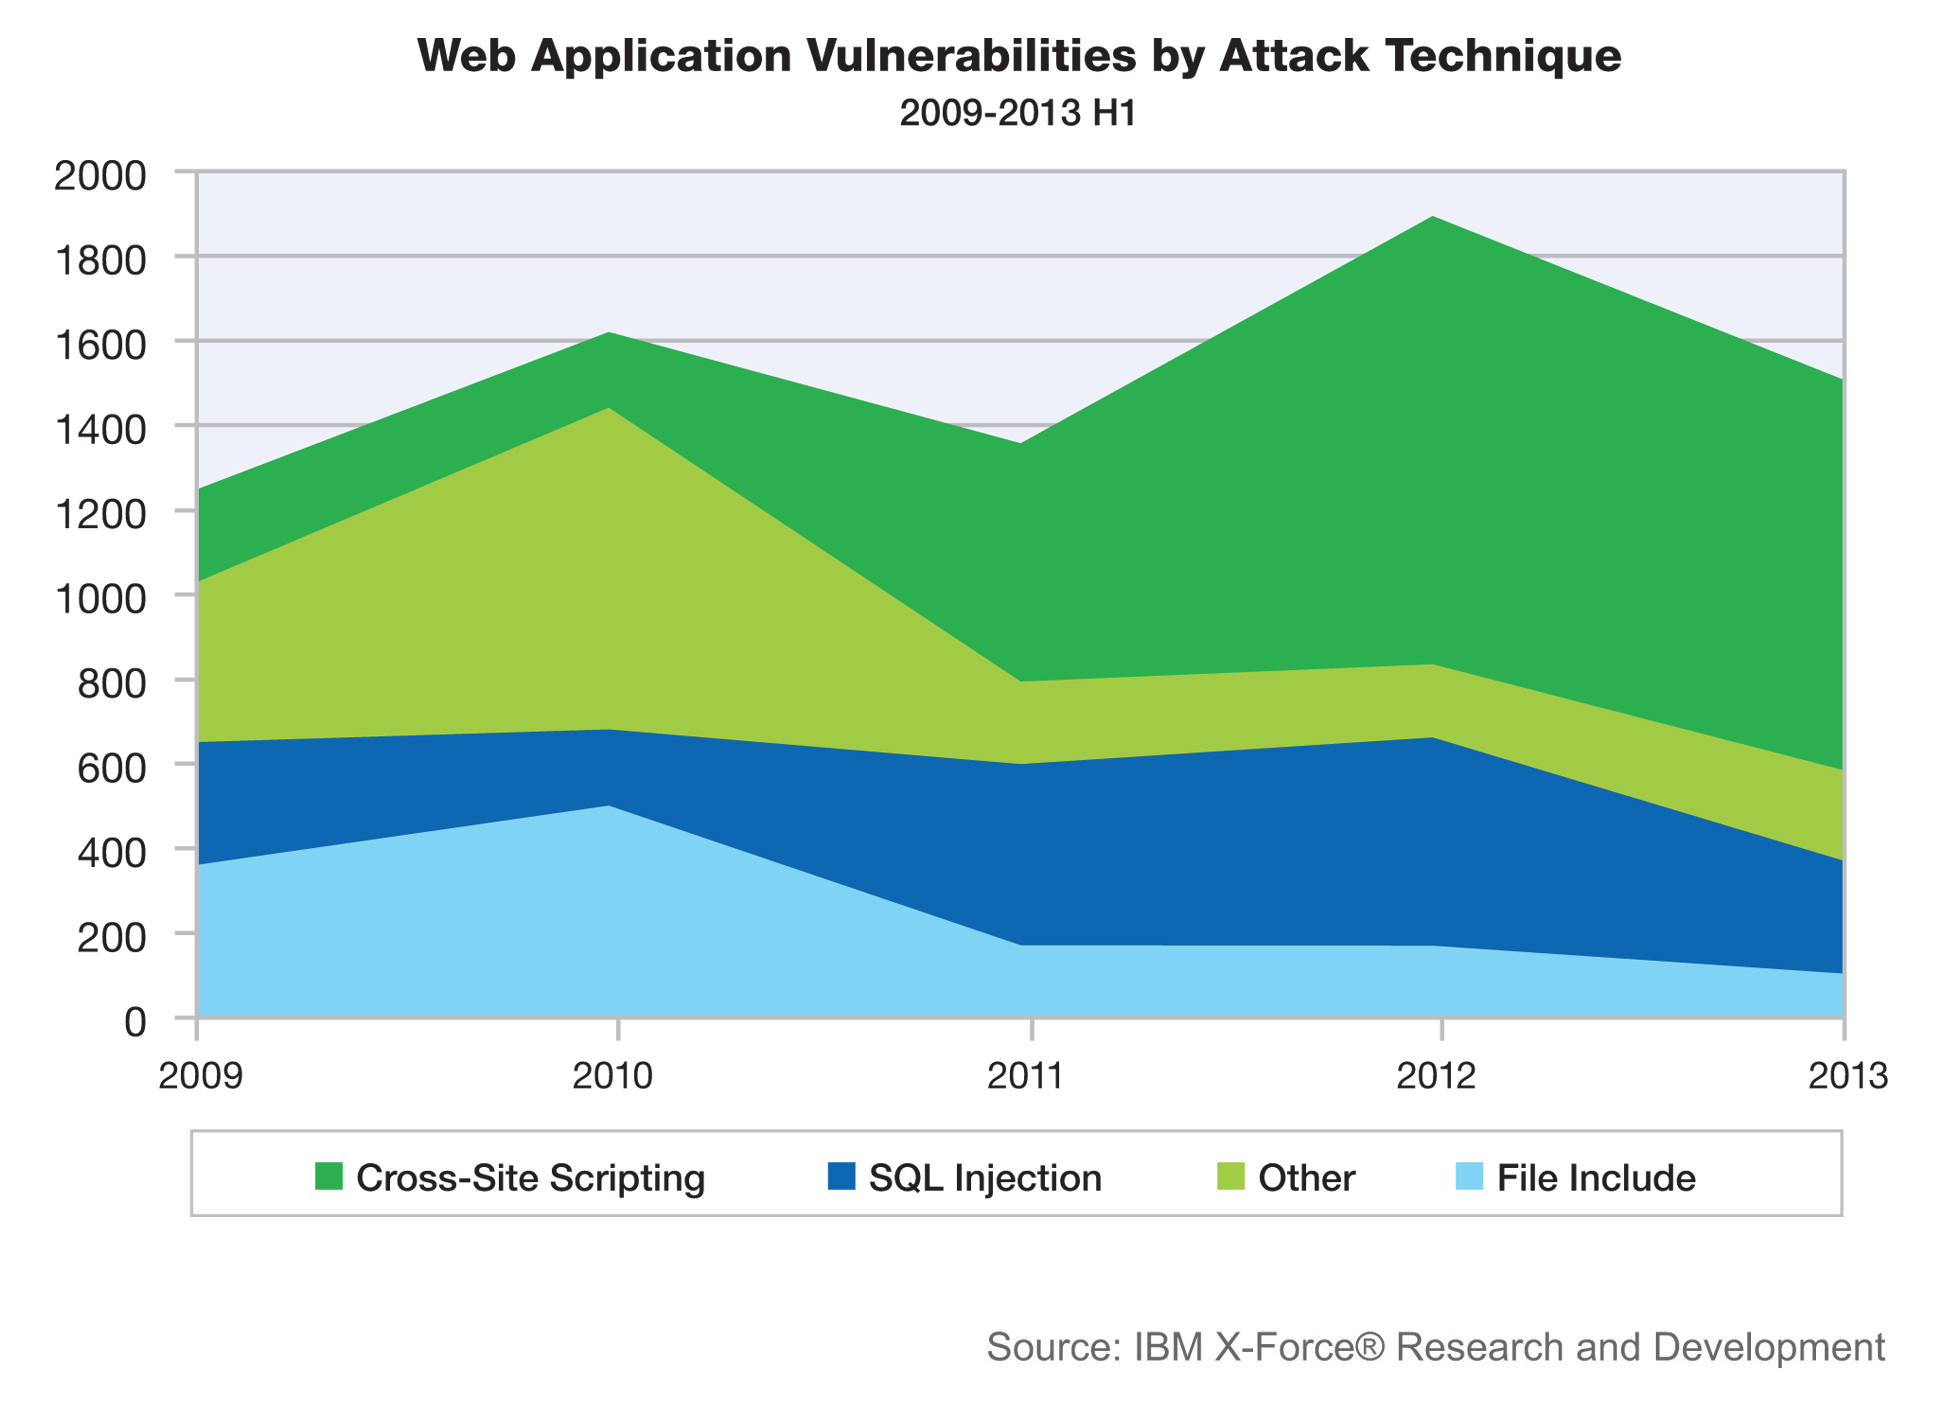 Web Application Vulnerabilities by Attack Technique
2009-2013 H1
2000
1800
1600
1400
1200
1000
800
600
400
200
0
2009 2010 2011 2012 2013
Cross-Site Scripting SQL Injection Other File Include
Source: IBM X-Force® Research and Development